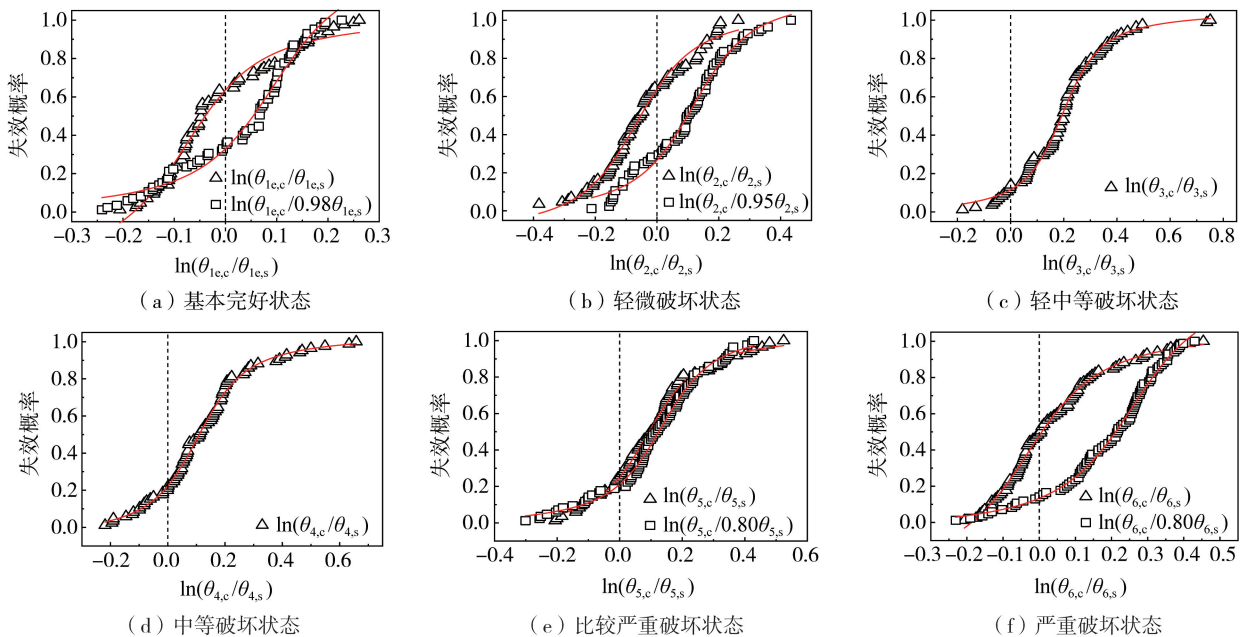 失效概率
1.0
0.8
0.6
0.4
0.2
0.0
−0.3 −0.2 −0.1 0.0 0.1 0.2 0.3
△ ln(θ1e,c/θ1e,s)
□ ln(θ1e,c/0.98θ1e,s)
ln(θ1e,c/θ1e,s)
(a)基本完好状态
失效概率
1.0
0.8
0.6
0.4
0.2
0.0
−0.4 −0.2 0.0 0.2 0.4
△ ln(θ2,c/θ2,s)
□ ln(θ2,c/0.95θ2,s)
ln(θ2,c/θ2,s)
(b)轻微破坏状态
失效概率
1.0
0.8
0.6
0.4
0.2
0.0
−0.2 0.0 0.2 0.4 0.6 0.8
△ ln(θ3,c/θ3,s)
ln(θ3,c/θ3,s)
(c)轻中等破坏状态
失效概率
1.0
0.8
0.6
0.4
0.2
0.0
−0.2 0.0 0.2 0.4 0.6
△ ln(θ4,c/θ4,s)
ln(θ4,c/θ4,s)
(d)中等破坏状态
失效概率
1.0
0.8
0.6
0.4
0.2
0.0
−0.4 −0.2 0.0 0.2 0.4 0.6
△ ln(θ5,c/θ5,s)
□ ln(θ5,c/0.80θ5,s)
ln(θ5,c/θ5,s)
(e)比较严重破坏状态
失效概率
1.0
0.8
0.6
0.4
0.2
0.0
−0.3 −0.2 −0.1 0.0 0.1 0.2 0.3 0.4 0.5
△ ln(θ6,c/θ6,s)
□ ln(θ6,c/0.80θ6,s)
ln(θ6,c/θ6,s)
(f)严重破坏状态